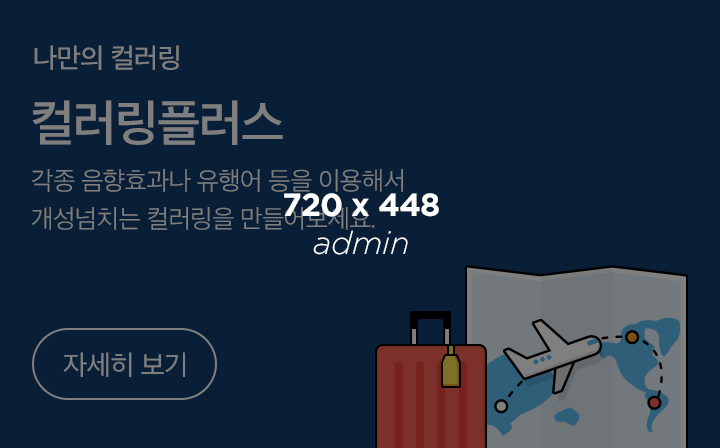 나만의 컬러링
컬러링플러스
각종 음향효과나 유행어 등을 이용해서
개성넘치는 컬러링을 만들어보세요.
720 x 448
admin
자세히 보기